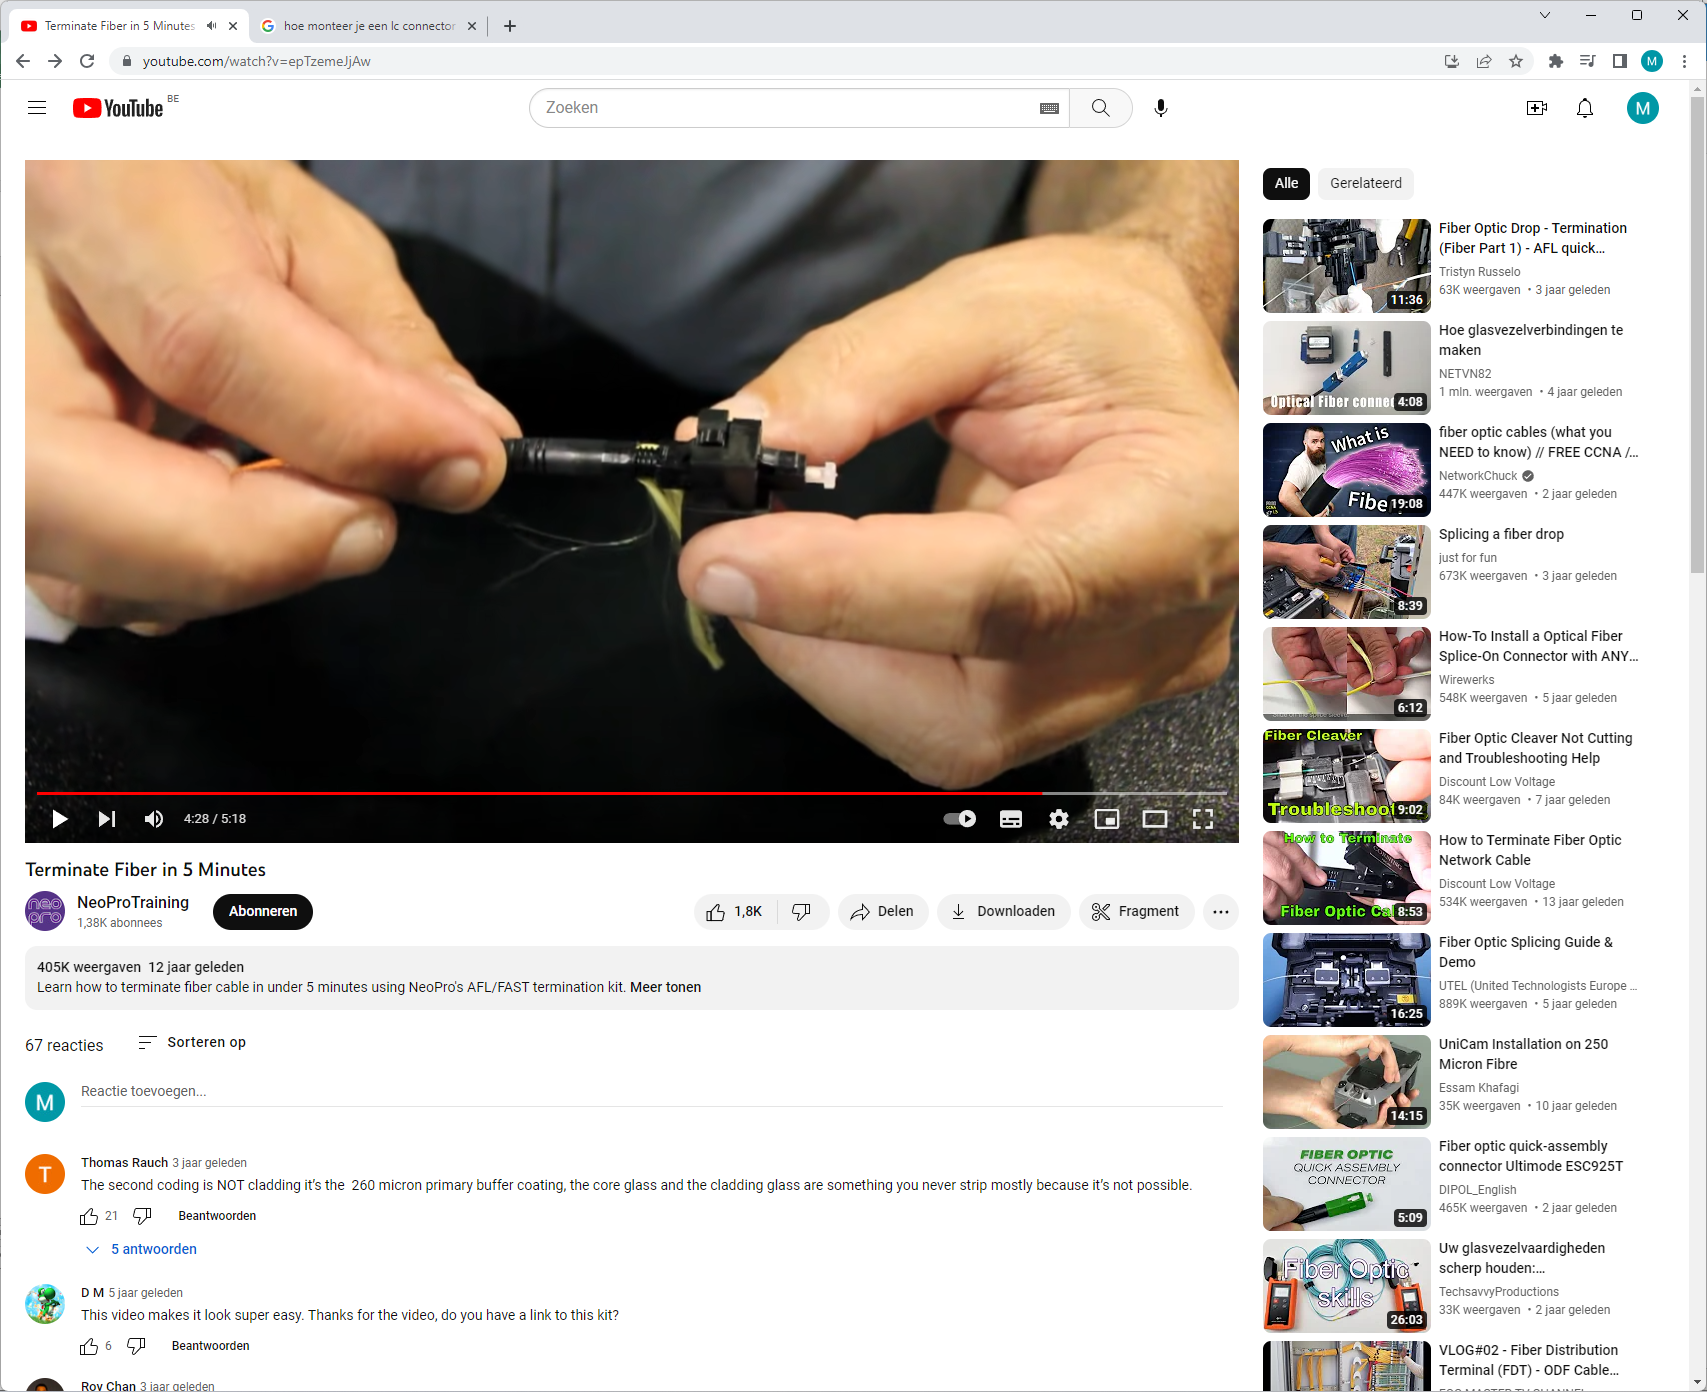 Terminate Fiber in 5 Minutes
hoe monteer je een lc connector
youtube.com/watch?v=epTzemeJjAw
M
YouTube BE
Zoeken
M
4:28 / 5:18
Terminate Fiber in 5 Minutes
neo
pro
NeoProTraining
1,38K abonnees
Abonneren
1,8K
Delen
Downloaden
Fragment
405K weergaven 12 jaar geleden
Learn how to terminate fiber cable in under 5 minutes using NeoPro's AFL/FAST termination kit. Meer tonen
67 reacties
Sorteren op
M
Reactie toevoegen...
T
Thomas Rauch 3 jaar geleden
The second coding is NOT cladding it's the 260 micron primary buffer coating, the core glass and the cladding glass are something you never strip mostly because it's not possible.
21
Beantwoorden
5 antwoorden
D M 5 jaar geleden
This video makes it look super easy. Thanks for the video, do you have a link to this kit?
6
Beantwoorden
Roy Chan 3 jaar geleden
Alle
Gerelateerd
11:36
Fiber Optic Drop - Termination
(Fiber Part 1) - AFL quick...
Tristyn Russelo
63K weergaven • 3 jaar geleden
Optical Fiber connec
4:08
Hoe glasvezelverbindingen te
maken
NETVN82
1 mln. weergaven • 4 jaar geleden
What is
Fibe
19:08
fiber optic cables (what you
NEED to know) // FREE CCNA /...
NetworkChuck
447K weergaven • 2 jaar geleden
8:39
Splicing a fiber drop
just for fun
673K weergaven • 3 jaar geleden
6:12
How-To Install a Optical Fiber
Splice-On Connector with ANY...
Wirewerks
548K weergaven • 5 jaar geleden
Fiber Cleaver
Troubleshoot
9:02
Fiber Optic Cleaver Not Cutting
and Troubleshooting Help
Discount Low Voltage
84K weergaven • 7 jaar geleden
How to Terminate
Fiber Optic Ca
8:53
How to Terminate Fiber Optic
Network Cable
Discount Low Voltage
534K weergaven • 13 jaar geleden
16:25
Fiber Optic Splicing Guide &
Demo
UTEL (United Technologists Europe ...
889K weergaven • 5 jaar geleden
14:15
UniCam Installation on 250
Micron Fibre
Essam Khafagi
35K weergaven • 10 jaar geleden
FIBER OPTIC
QUICK ASSEMBLY
CONNECTOR
5:09
Fiber optic quick-assembly
connector Ultimode ESC925T
DIPOL_English
465K weergaven • 2 jaar geleden
Fiber Optic
skills
26:03
Uw glasvezelvaardigheden
scherp houden:...
TechsavvyProductions
33K weergaven • 2 jaar geleden
VLOG#02 - Fiber Distribution
Terminal (FDT) - ODF Cable...